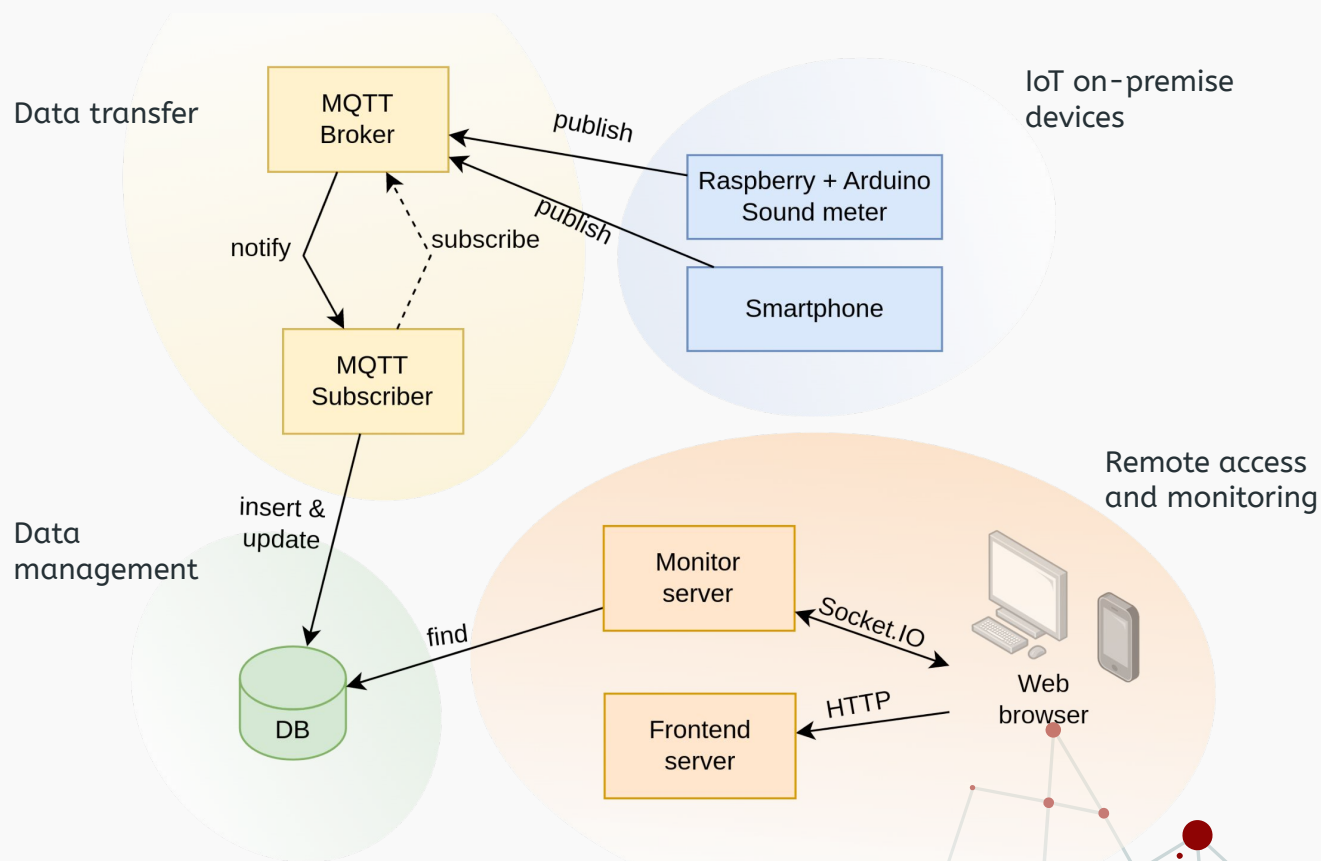 Data transfer
MQTT
Broker
publish
publish
IoT on-premise
devices
Raspberry + Arduino
Sound meter
Smartphone
notify
subscribe
MQTT
Subscriber
insert &
update
Data
management
DB
find
Remote access
and monitoring
Monitor
server
Socket.IO
Web
browser
HTTP
Frontend
server